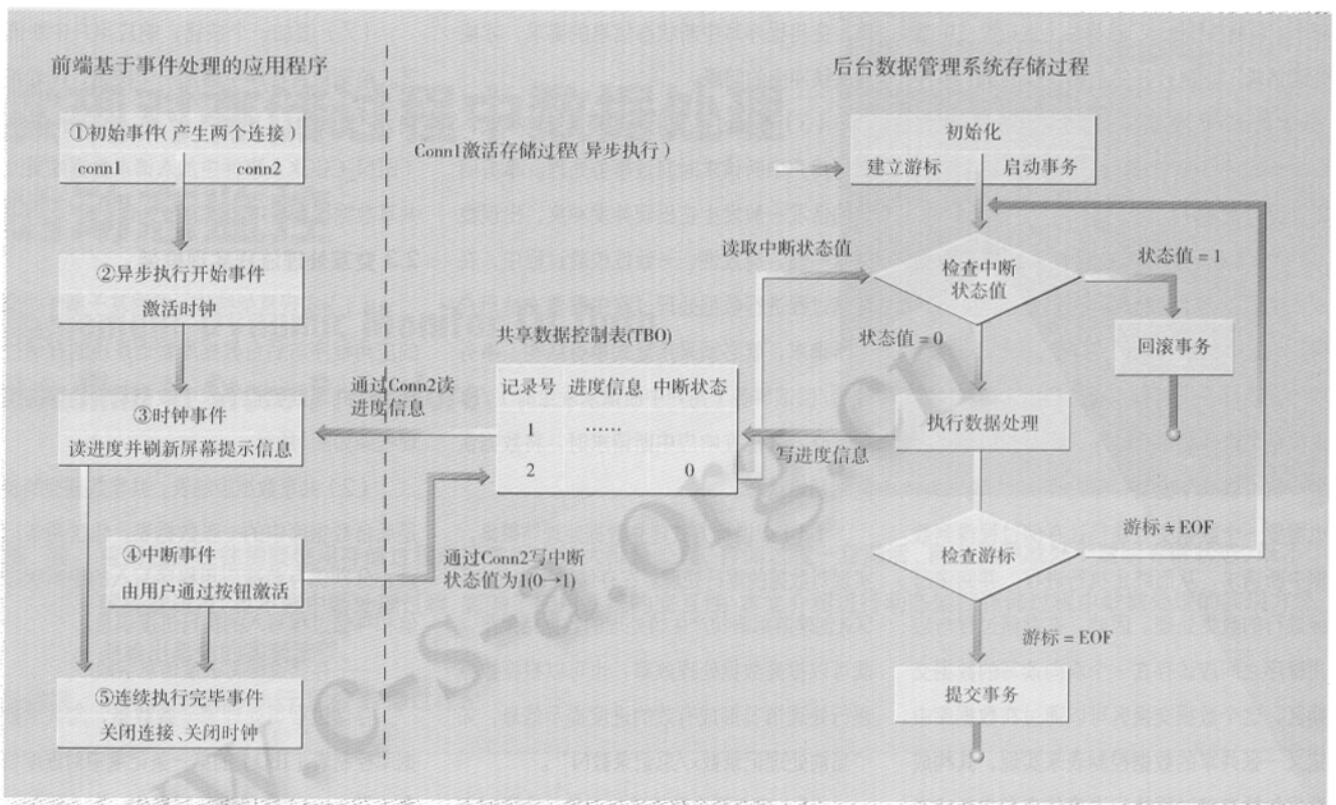 前端基于事件处理的应用程序
后台数据管理系统存储过程
①初始事件(产生两个连接)
conn1
conn2
②异步执行开始事件
激活时钟
③时钟事件
读进度并刷新屏幕提示信息
④中断事件
由用户通过按钮激活
⑤连续执行完毕事件
关闭连接、关闭时钟
Conn1激活存储过程(异步执行)
读取中断状态值
共享数据控制表(TBO)
通过Conn2读
进度信息
记录号 进度信息 中断状态
1 ……
2 0
写进度信息
通过Conn2写中断
状态值为1(0→1)
初始化
建立游标
启动事务
检查中断
状态值
状态值=1
状态值=0
回滚事务
执行数据处理
检查游标
游标≠EOF
游标=EOF
提交事务
w.c-s-a.org.cn